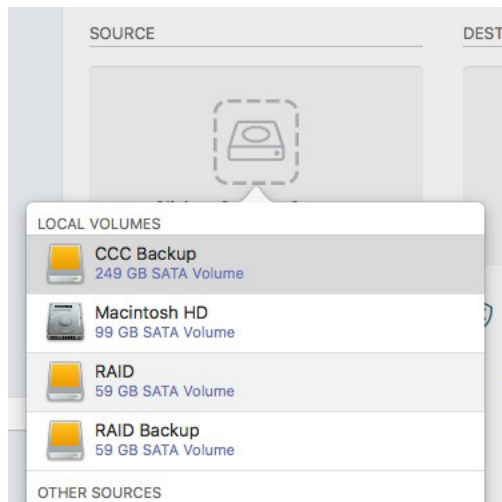 SOURCE
DEST
LOCAL VOLUMES
CCC Backup
249 GB SATA Volume
Macintosh HD
99 GB SATA Volume
RAID
59 GB SATA Volume
RAID Backup
59 GB SATA Volume
OTHER SOURCES